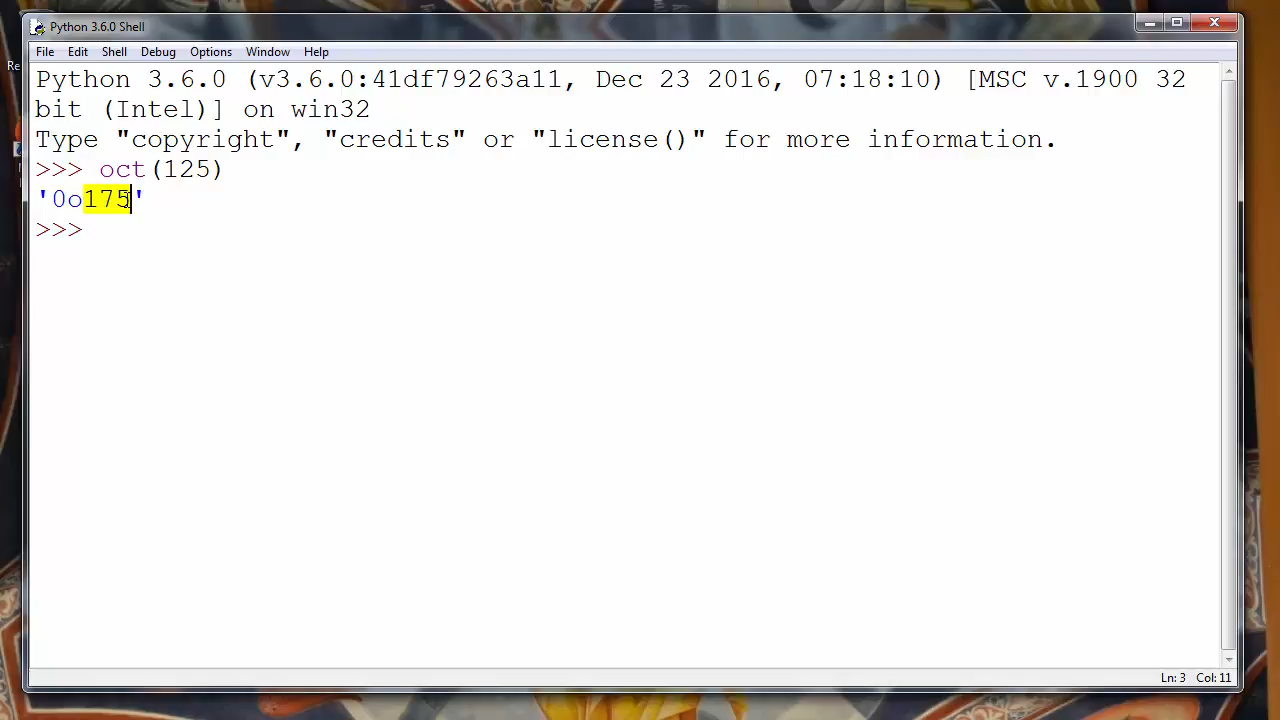 Python 3.6.0 Shell
File Edit Shell Debug Options Window Help
Re
Python 3.6.0 (v3.6.0:41df79263a11, Dec 23 2016, 07:18:10) [MSC v.1900 32
bit (Intel)] on win32
Type "copyright", "credits" or "license()" for more information.
>>> oct(125)
'0o175'
>>>
Ln: 3 Col: 11